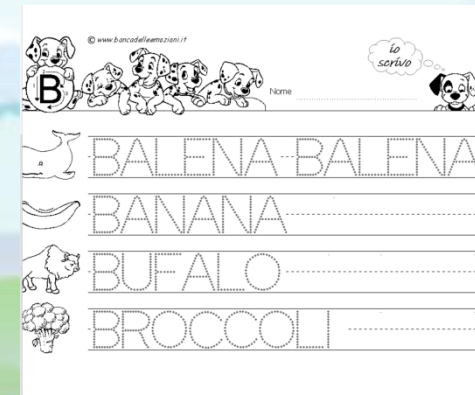 © www.bancadelleemozioni.it
io
scrivo
B
Nome
BALENA BALENA
BANANA
BUFALO
BROCCOLI